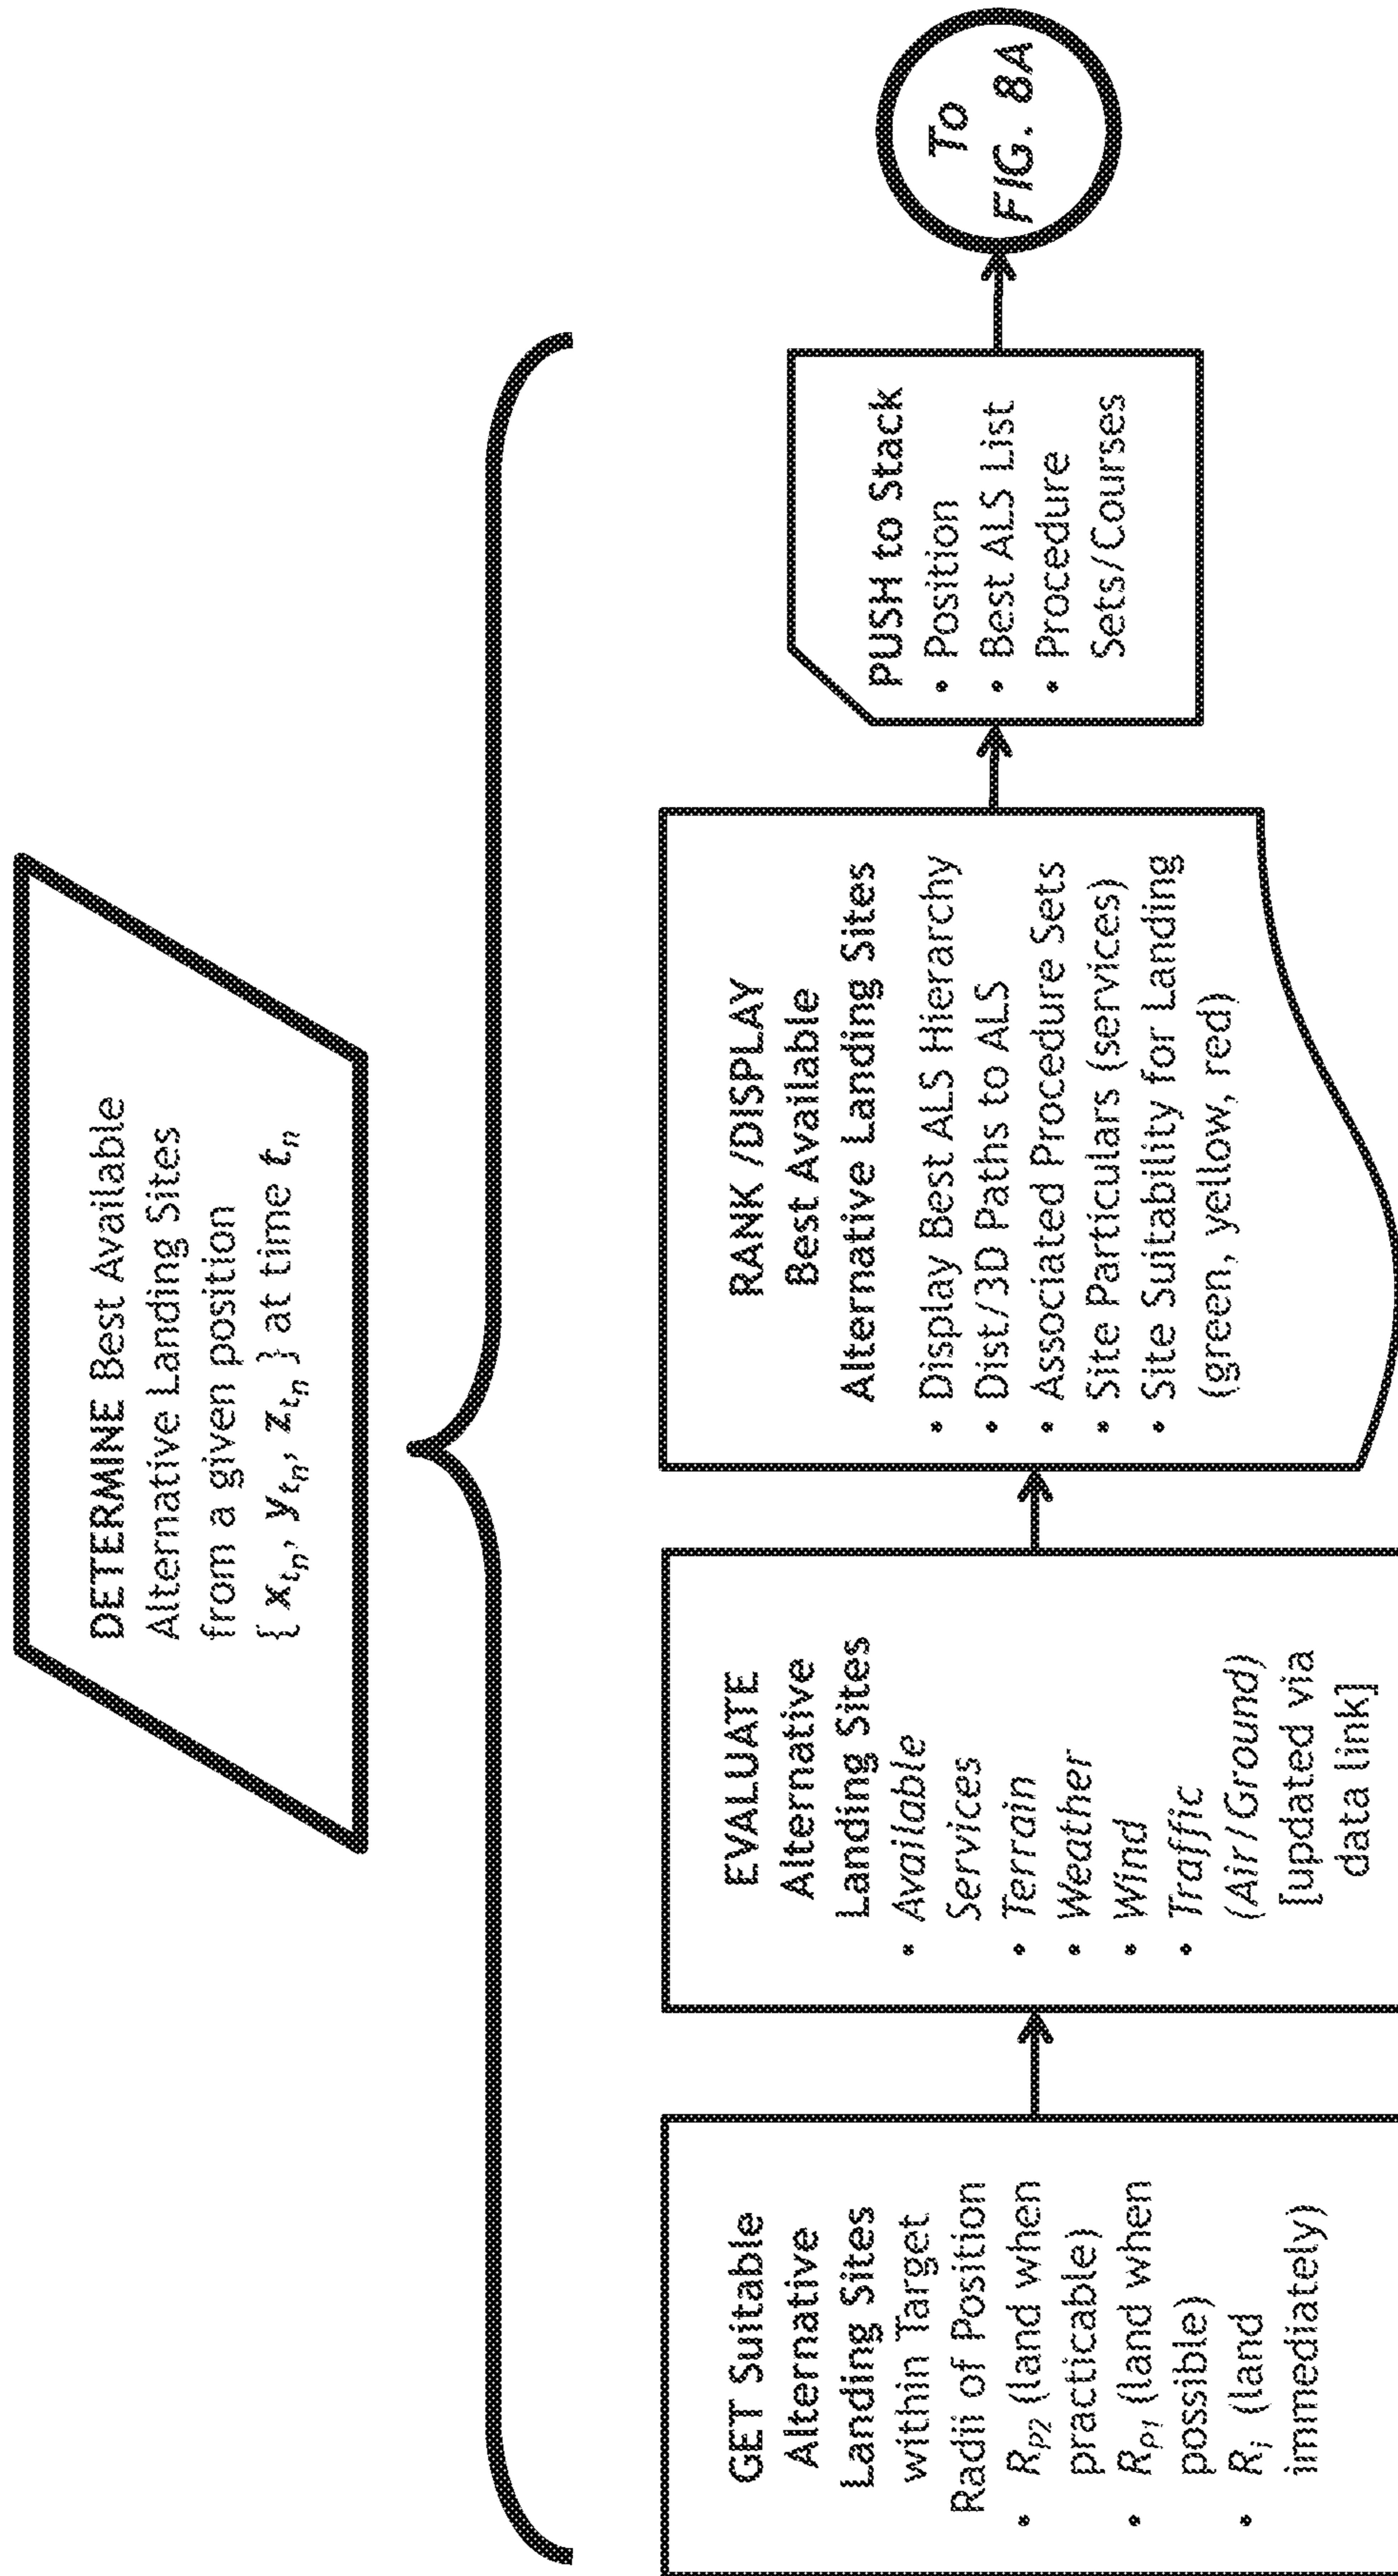 DETERMINE Best Available
Alternative Landing Sites
from a given position
{ x_{t_n}, y_{t_n}, z_{t_n} } at time t_n
GET Suitable
Alternative
Landing Sites
within Target
Radii of Position
• R_{p2} (land when
practicable)
• R_{p1} (land when
possible)
• R_i (land
immediately)
EVALUATE
Alternative
Landing Sites
• Available
Services
• Terrain
• Weather
• Wind
• Traffic
(Air/Ground)
[updated via
data link]
RANK /DISPLAY
Best Available
Alternative Landing Sites
• Display Best ALS Hierarchy
• Dist/3D Paths to ALS
• Associated Procedure Sets
• Site Particulars (services)
• Site Suitability for Landing
(green, yellow, red)
PUSH to Stack
• Position
• Best ALS List
• Procedure
Sets/Courses
To
FIG. 8A